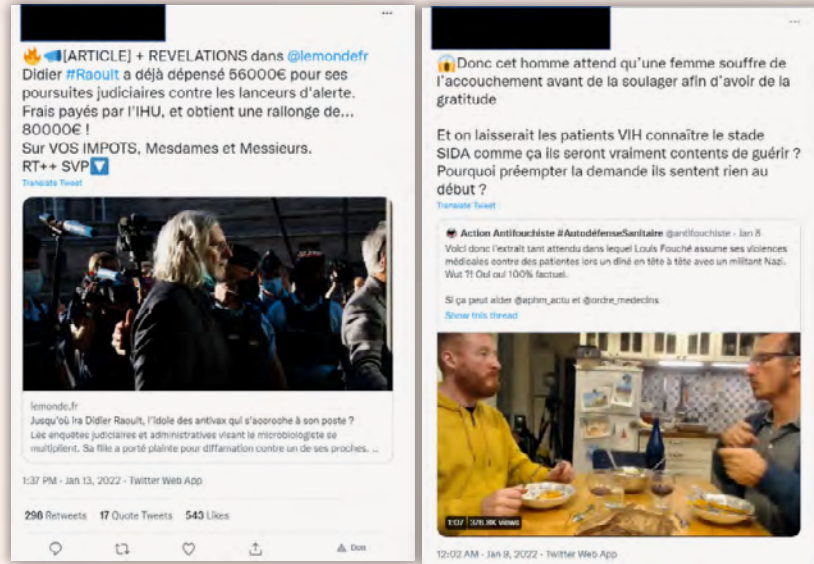 [ARTICLE] + REVELATIONS dans @lemondefr
Didier #Raoult a déjà dépensé 56000€ pour ses
poursuites judiciaires contre les lanceurs d'alerte.
Frais payés par l'IHU, et obtient une rallonge de...
80000€ !
Sur VOS IMPOTS, Mesdames et Messieurs.
RT++ SVP
Translate Tweet
lemonde.fr
Jusqu'où ira Didier Raoult, l'idole des antivax qui s'accroche à son poste ?
Les enquêtes judiciaires et administratives visant le microbiologiste se
multiplient. Sa fille a porté plainte pour diffamation contre un de ses proches. ...
1:37 PM · Jan 13, 2022 · Twitter Web App
298 Retweets 17 Quote Tweets 543 Likes
Donc cet homme attend qu'une femme souffre de
l'accouchement avant de la soulager afin d'avoir de la
gratitude
Et on laisserait les patients VIH connaître le stade
SIDA comme ça ils seront vraiment contents de guérir ?
Pourquoi préempter la demande ils sentent rien au
début ?
Translate Tweet
Action Antifouchiste #AutodéfenseSanitaire @antifouchiste · Jan 8
Voici donc l'extrait tant attendu dans lequel Louis Fouché assume ses violences
médicales contre des patientes lors un dîné en tête à tête avec un militant Nazi.
Wut ?! Oui oui 100% factuel.
Si ça peut aider @aphm_actu et @ordre_medecins
Show this thread
1:07 376.8K views
12:02 AM · Jan 9, 2022 · Twitter Web App